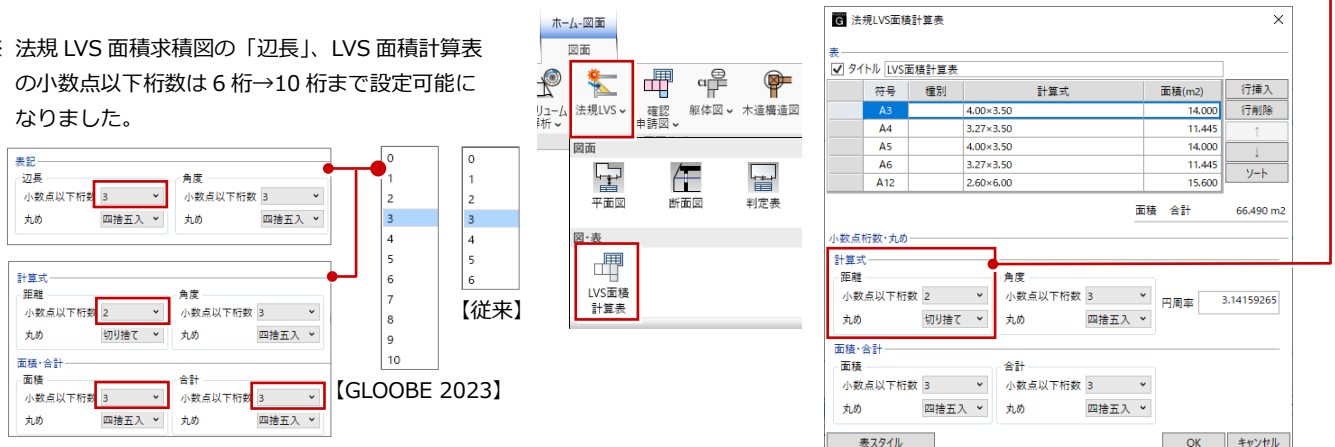 ※ 法規 LVS 面積求積図の「辺長」、LVS 面積計算表
の小数点以下桁数は 6 桁→10 桁まで設定可能に
なりました。
表記
辺長
角度
小数点以下桁数 3
小数点以下桁数 3
丸め 四捨五入
丸め 四捨五入
計算式
距離
角度
小数点以下桁数 2
小数点以下桁数 3
丸め 切り捨て
丸め 四捨五入
面積・合計
面積
合計
小数点以下桁数 3
小数点以下桁数 3
丸め 四捨五入
丸め 四捨五入
0
1
2
3
4
5
6
7
8
9
10
【GLOOBE 2023】
0
1
2
3
4
5
6
【従来】
ホーム-図面
図面
法規LVS
確認
申請図
躯体図
木造構造図
図面
平面図
断面図
判定表
図・表
LVS面積
計算表
法規LVS面積計算表
表
タイトル LVS面積計算表
符号 種別 計算式 面積(m2)
A3 4.00×3.50 14.000
A4 3.27×3.50 11.445
A5 4.00×3.50 14.000
A6 3.27×3.50 11.445
A12 2.60×6.00 15.600
行挿入
行削除
↑
↓
ソート
面積 合計 66.490 m2
小数点桁数・丸め
計算式
距離
角度
小数点以下桁数 2
小数点以下桁数 3
円周率 3.14159265
丸め 切り捨て
丸め 四捨五入
面積・合計
面積
合計
小数点以下桁数 3
小数点以下桁数 3
丸め 四捨五入
丸め 四捨五入
表スタイル
OK
キャンセル